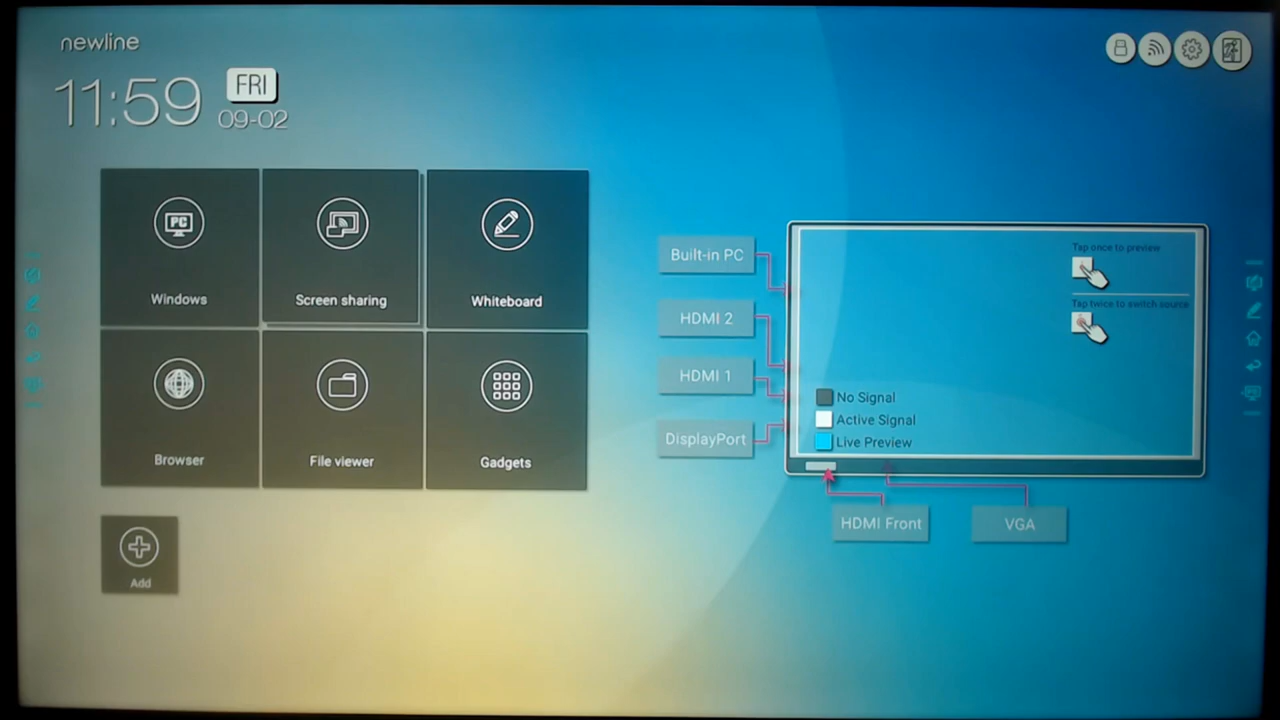 newline
11:59
FRI
09-02
PC
Windows
Screen sharing
Whiteboard
Browser
File viewer
Gadgets
Add
Built-in PC
HDMI 2
HDMI 1
DisplayPort
Tap once to preview
Tap twice to switch source
No Signal
Active Signal
Live Preview
HDMI Front
VGA